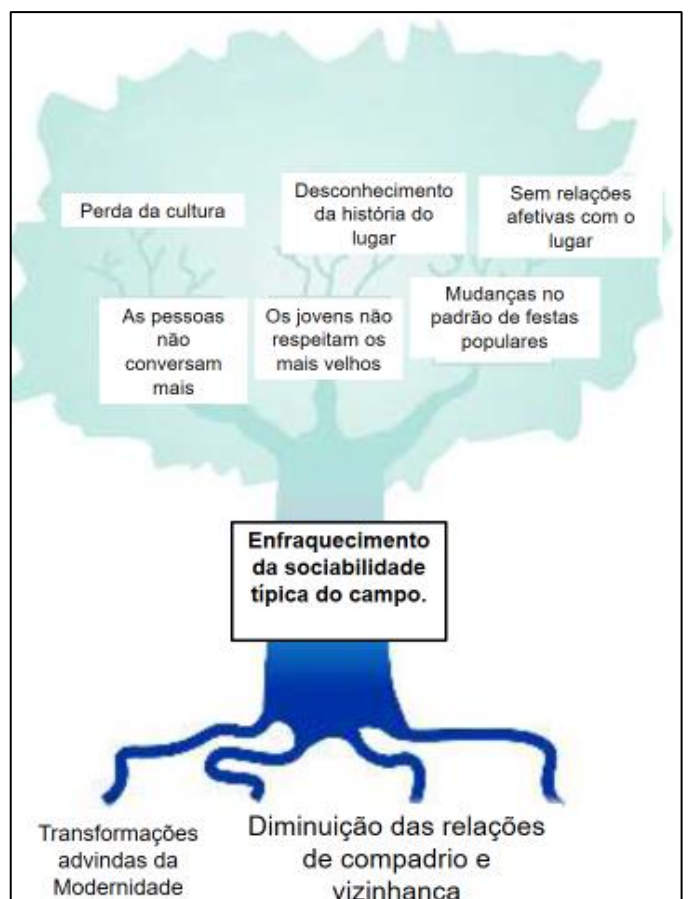 Perda da cultura
Desconhecimento
da história do
lugar
Sem relações
afetivas com o
lugar
As pessoas
não
conversam
mais
Os jovens não
respeitam os
mais velhos
Mudanças no
padrão de festas
populares
Enfraquecimento
da sociabilidade
típica do campo.
Transformações
advindas da
Modernidade
Diminuição das relações
de compadrio e
vizinhança